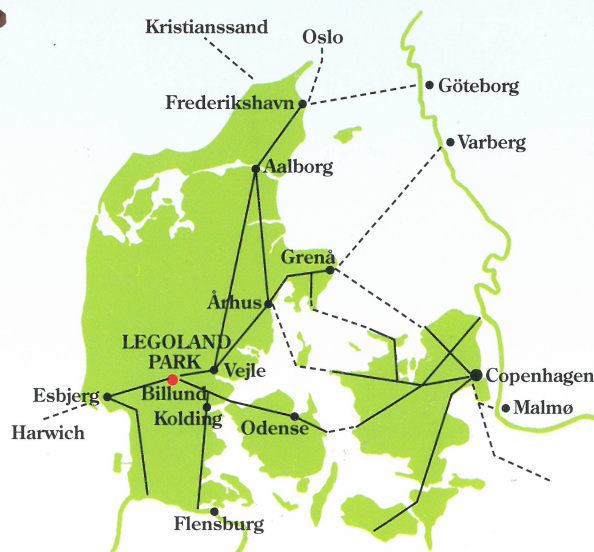 Kristianssand
Oslo
Frederikshavn
Göteborg
Varberg
Aalborg
Grenå
Århus
LEGOLAND
PARK
Vejle
Copenhagen
Esbjerg
Billund
Kolding
Malmø
Odense
Harwich
Flensburg